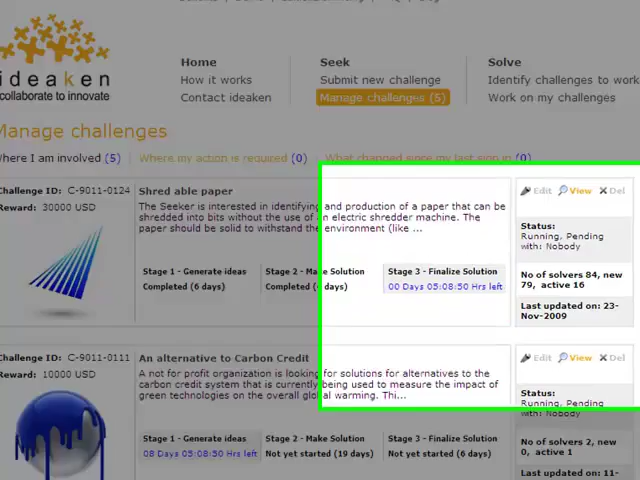 ideaken
collaborate to innovate
Home
How it works
Contact ideaken
Seek
Submit new challenge
Manage challenges (5)
Solve
Identify challenges to work
Work on my challenges
Manage challenges
Where I am involved (5)
Where my action is required (0)
What changed since my last sign in (0)
Challenge ID: C-9011-0124
Reward: 30000 USD
Shred able paper
The Seeker is interested in identifying and production of a paper that can be
shredded into bits without the use of an electric shredder machine. The
paper should be solid to withstand the environment (like ...
Stage 1 - Generate ideas
Completed (6 days)
Stage 2 - Make Solution
Completed (
days)
Stage 3 - Finalize Solution
00 Days 05:08:50 Hrs left
Edit View Del
Status:
Running, Pending
with: Nobody
No of solvers 84, new
79, active 16
Last updated on: 23-
Nov-2009
Challenge ID: C-9011-0111
Reward: 10000 USD
An alternative to Carbon Credit
A not for profit organization is looking for solutions for alternatives to the
carbon credit system that is currently being used to measure the impact of
green technologies on the overall global warming. Thi...
Stage 1 - Generate ideas
08 Days 05:08:50 Hrs left
Stage 2 - Make Solution
Not yet started (19 days)
Stage 3 - Finalize Solution
Not yet started (6 days)
Edit View Del
Status:
Running, Pending
with: Nobody
No of solvers 2, new
0, active 1
Last updated on: 11-